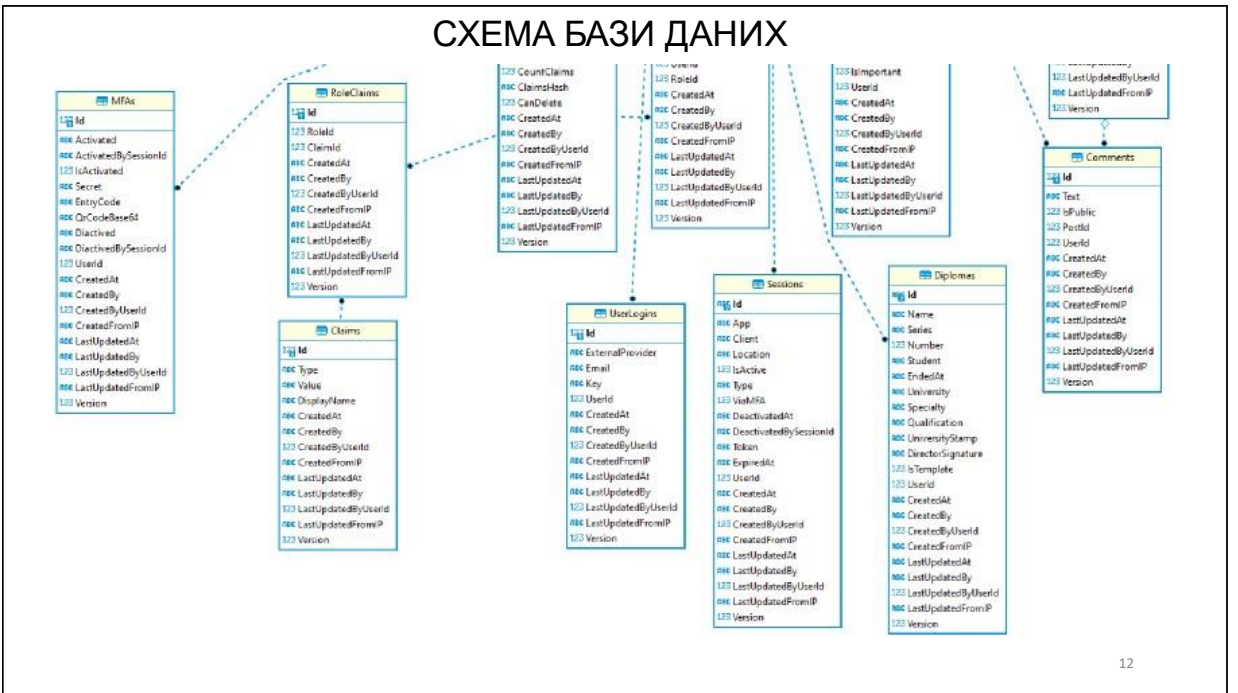 СХЕМА БАЗИ ДАНИХ
MFAs
Id
Activated
ActivatedBySessionId
IsActivated
Secret
EntryCode
QrCodeBase64
Diactived
DiactivedBySessionId
UserId
CreatedAt
CreatedBy
CreatedByUserId
CreatedFromIP
LastUpdatedAt
LastUpdatedBy
LastUpdatedByUserId
LastUpdatedFromIP
Version
RoleClaims
Id
RoleId
ClaimId
CreatedAt
CreatedBy
CreatedByUserId
CreatedFromIP
LastUpdatedAt
LastUpdatedBy
LastUpdatedByUserId
LastUpdatedFromIP
Version
Claims
Id
Type
Value
DisplayName
CreatedAt
CreatedBy
CreatedByUserId
CreatedFromIP
LastUpdatedAt
LastUpdatedBy
LastUpdatedByUserId
LastUpdatedFromIP
Version
CountClaims
ClaimsHash
CanDelete
CreatedAt
CreatedBy
CreatedByUserId
CreatedFromIP
LastUpdatedAt
LastUpdatedBy
LastUpdatedByUserId
LastUpdatedFromIP
Version
UserLogins
Id
ExternalProvider
Email
Key
UserId
CreatedAt
CreatedBy
CreatedByUserId
CreatedFromIP
LastUpdatedAt
LastUpdatedBy
LastUpdatedByUserId
LastUpdatedFromIP
Version
RoleId
CreatedAt
CreatedBy
CreatedByUserId
CreatedFromIP
LastUpdatedAt
LastUpdatedBy
LastUpdatedByUserId
LastUpdatedFromIP
Version
Sessions
Id
App
Client
Location
IsActive
Type
ViaMFA
DeactivatedAt
DeactivatedBySessionId
Token
ExpiredAt
UserId
CreatedAt
CreatedBy
CreatedByUserId
CreatedFromIP
LastUpdatedAt
LastUpdatedBy
LastUpdatedByUserId
LastUpdatedFromIP
Version
IsImportant
UserId
CreatedAt
CreatedBy
CreatedByUserId
CreatedFromIP
LastUpdatedAt
LastUpdatedBy
LastUpdatedByUserId
LastUpdatedFromIP
Version
Diplomas
Id
Name
Series
Number
Student
EndedAt
University
Specialty
Qualification
UniversityStamp
DirectorSignature
IsTemplate
UserId
CreatedAt
CreatedBy
CreatedByUserId
CreatedFromIP
LastUpdatedAt
LastUpdatedBy
LastUpdatedByUserId
LastUpdatedFromIP
Version
LastUpdatedByUserId
LastUpdatedFromIP
Version
Comments
Id
Text
IsPublic
PostId
UserId
CreatedAt
CreatedBy
CreatedByUserId
CreatedFromIP
LastUpdatedAt
LastUpdatedBy
LastUpdatedByUserId
LastUpdatedFromIP
Version
12